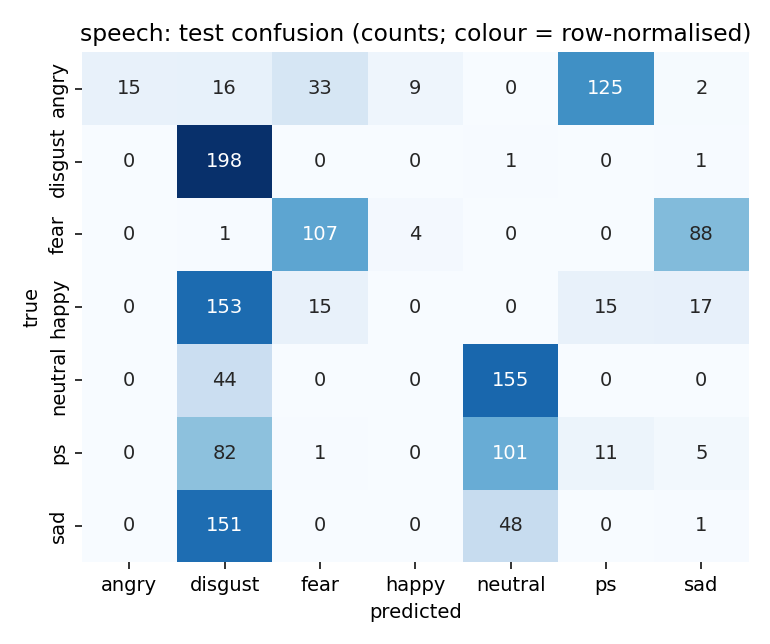 speech: test confusion (counts; colour = row-normalised)
angry 15 16 33 9 0 125 2
disgust 0 198 0 0 1 0 1
fear 0 1 107 4 0 0 88
happy 0 153 15 0 0 15 17
neutral 0 44 0 0 155 0 0
ps 0 82 1 0 101 11 5
sad 0 151 0 0 48 0 1
true
angry disgust fear happy neutral ps sad
predicted